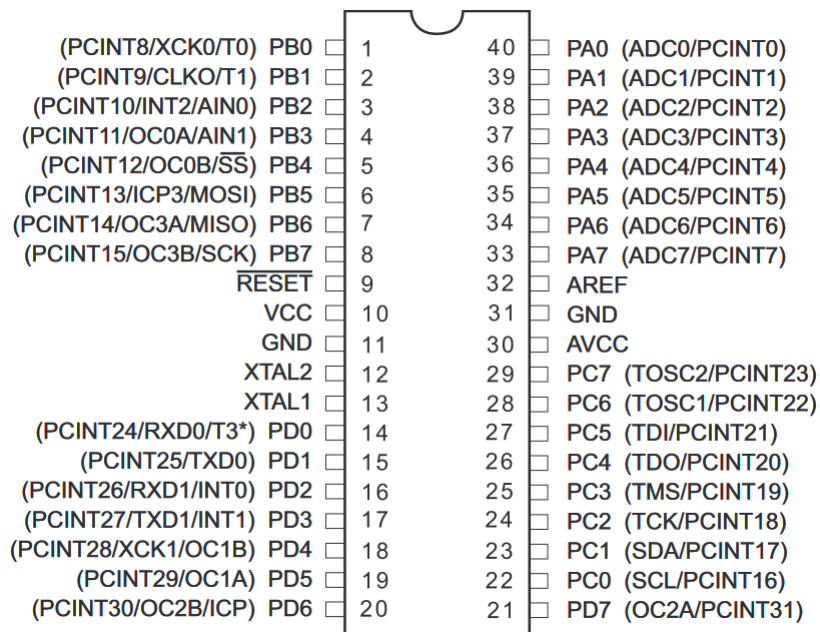 (PCINT8/XCK0/T0) PB0 1 40 PA0 (ADC0/PCINT0)
(PCINT9/CLKO/T1) PB1 2 39 PA1 (ADC1/PCINT1)
(PCINT10/INT2/AIN0) PB2 3 38 PA2 (ADC2/PCINT2)
(PCINT11/OC0A/AIN1) PB3 4 37 PA3 (ADC3/PCINT3)
(PCINT12/OC0B/S̅S̅) PB4 5 36 PA4 (ADC4/PCINT4)
(PCINT13/ICP3/MOSI) PB5 6 35 PA5 (ADC5/PCINT5)
(PCINT14/OC3A/MISO) PB6 7 34 PA6 (ADC6/PCINT6)
(PCINT15/OC3B/SCK) PB7 8 33 PA7 (ADC7/PCINT7)
R̅E̅S̅E̅T̅ 9 32 AREF
VCC 10 31 GND
GND 11 30 AVCC
XTAL2 12 29 PC7 (TOSC2/PCINT23)
XTAL1 13 28 PC6 (TOSC1/PCINT22)
(PCINT24/RXD0/T3*) PD0 14 27 PC5 (TDI/PCINT21)
(PCINT25/TXD0) PD1 15 26 PC4 (TDO/PCINT20)
(PCINT26/RXD1/INT0) PD2 16 25 PC3 (TMS/PCINT19)
(PCINT27/TXD1/INT1) PD3 17 24 PC2 (TCK/PCINT18)
(PCINT28/XCK1/OC1B) PD4 18 23 PC1 (SDA/PCINT17)
(PCINT29/OC1A) PD5 19 22 PC0 (SCL/PCINT16)
(PCINT30/OC2B/ICP) PD6 20 21 PD7 (OC2A/PCINT31)